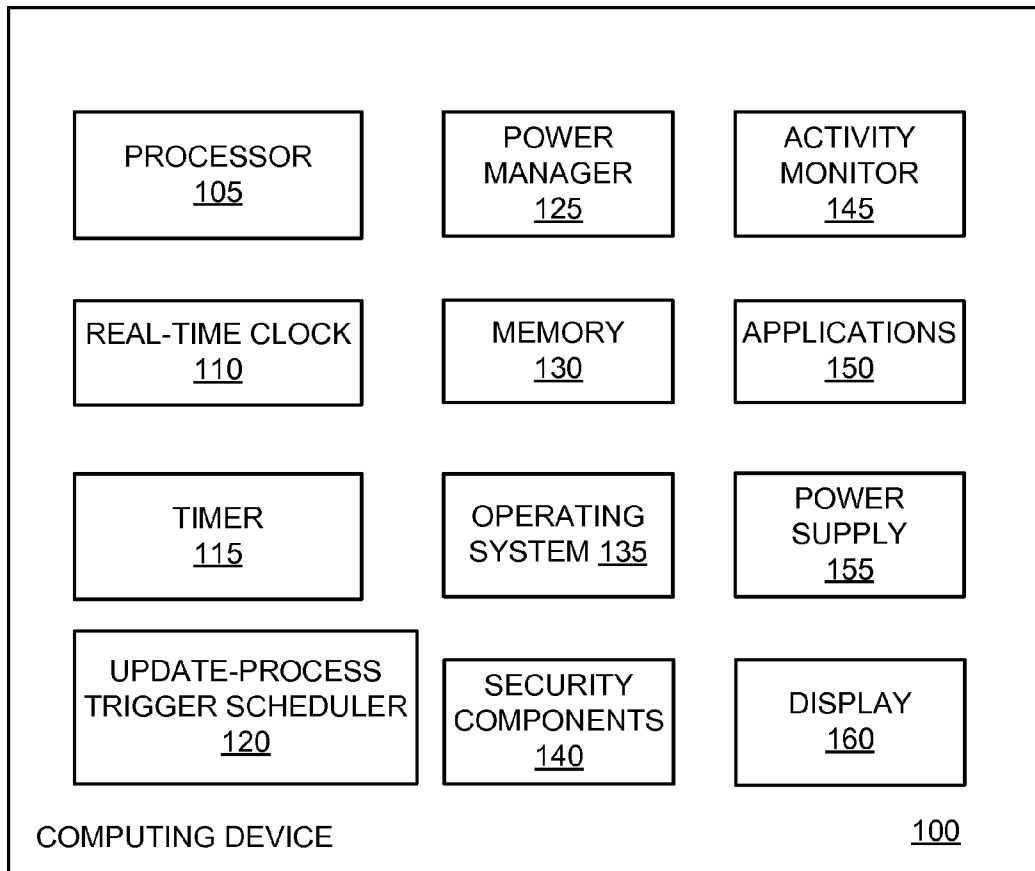 PROCESSOR
105
POWER
MANAGER
125
ACTIVITY
MONITOR
145
REAL-TIME CLOCK
110
MEMORY
130
APPLICATIONS
150
TIMER
115
OPERATING
SYSTEM 135
POWER
SUPPLY
155
UPDATE-PROCESS
TRIGGER SCHEDULER
120
SECURITY
COMPONENTS
140
DISPLAY
160
COMPUTING DEVICE
100